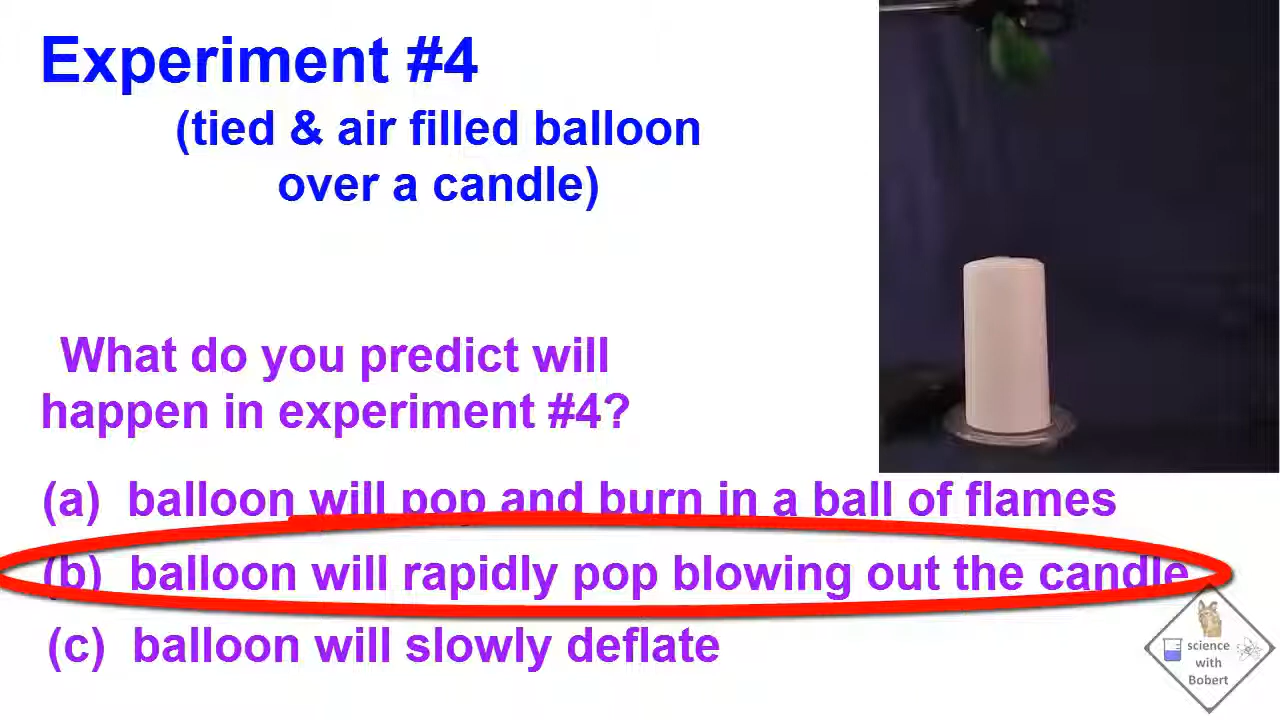 Experiment #4
(tied & air filled balloon
over a candle)
What do you predict will
happen in experiment #4?
(a) balloon will pop and burn in a ball of flames
(b) balloon will rapidly pop blowing out the candle
(c) balloon will slowly deflate
science
with
Bobert